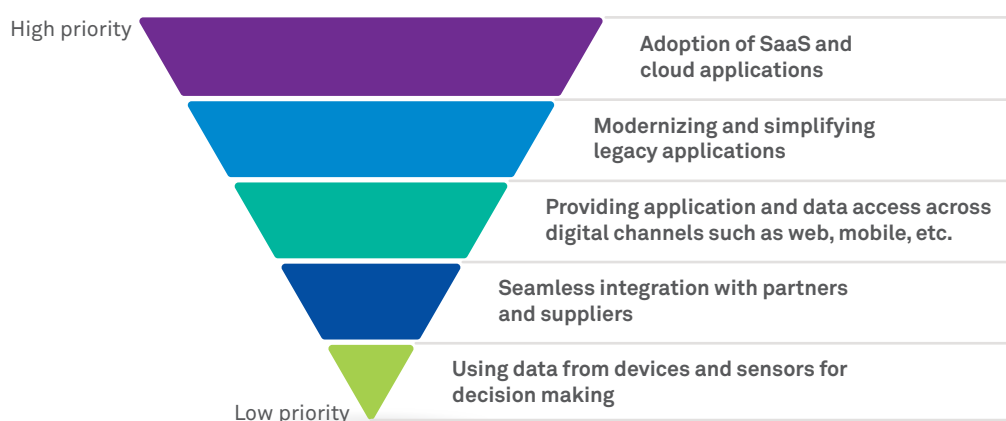 High priority
Adoption of SaaS and
cloud applications
Modernizing and simplifying
legacy applications
Providing application and data access across
digital channels such as web, mobile, etc.
Seamless integration with partners
and suppliers
Using data from devices and sensors for
decision making
Low priority